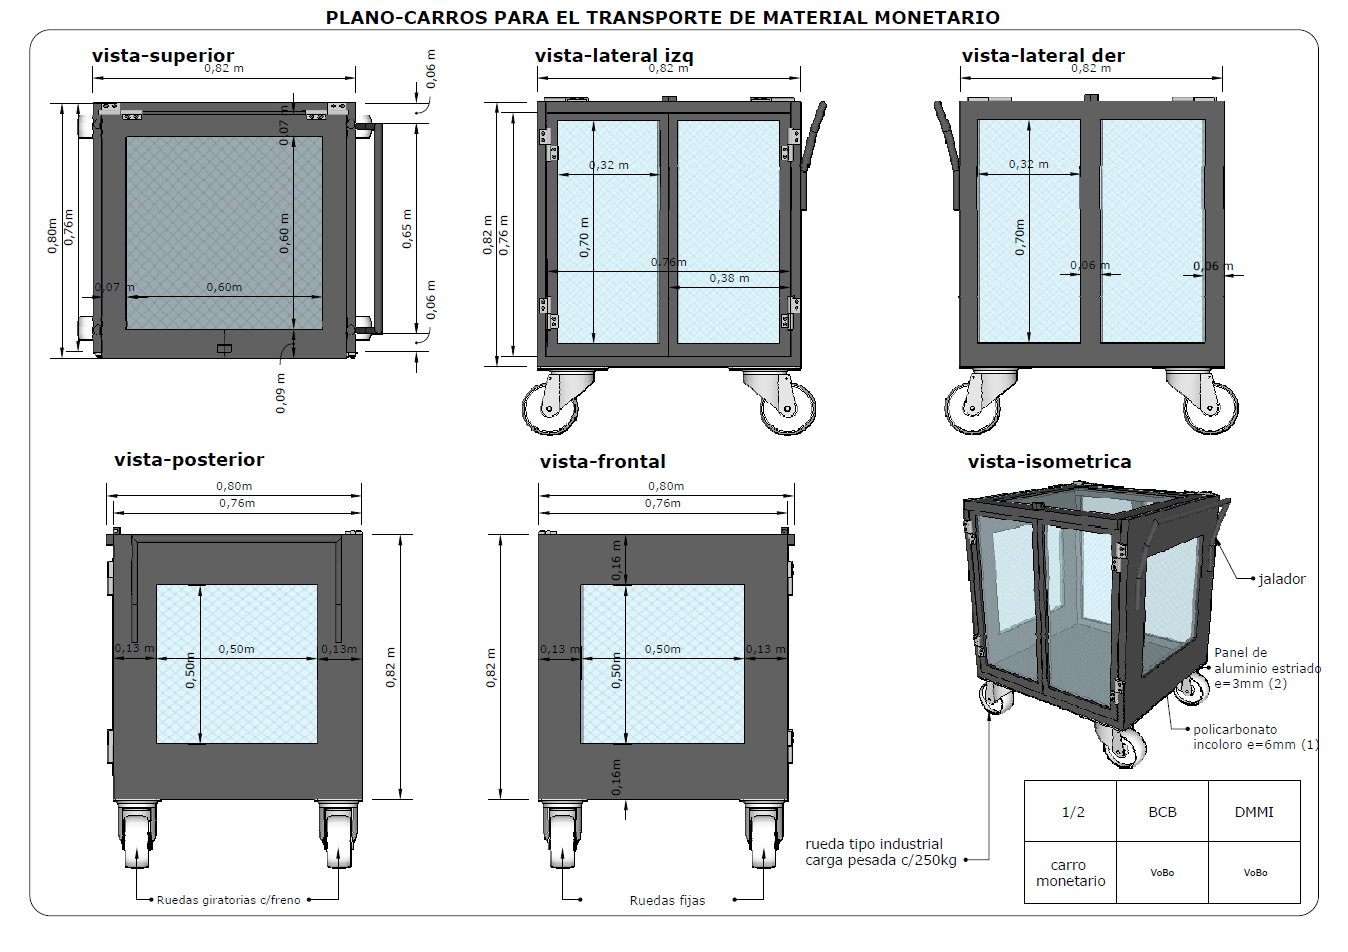 PLANO-CARROS PARA EL TRANSPORTE DE MATERIAL MONETARIO
vista-superior
0,82 m
0,06 m
0,07 m
0,80m
0,76m
0,60 m
0,65 m
0,07 m
0,60m
0,06 m
0,09 m
vista-lateral izq
0,82 m
0,32 m
0,82 m
0,76 m
0,70 m
0.76m
0,38 m
vista-lateral der
0,82 m
0,32 m
0,70m
0,06 m
0,06 m
vista-posterior
0,80m
0,76m
0,13 m
0,50m
0,13m
0,50m
0,82 m
Ruedas giratorias c/freno
vista-frontal
0,80m
0,76m
0,16 m
0,13 m
0,50m
0,13 m
0,50m
0,82 m
0,16m
Ruedas fijas
vista-isometrica
jalador
Panel de
aluminio estriado
e=3mm (2)
policarbonato
incoloro e=6mm (1)
rueda tipo industrial
carga pesada c/250kg
1/2
BCB
DMMI
carro
monetario
VoBo
VoBo